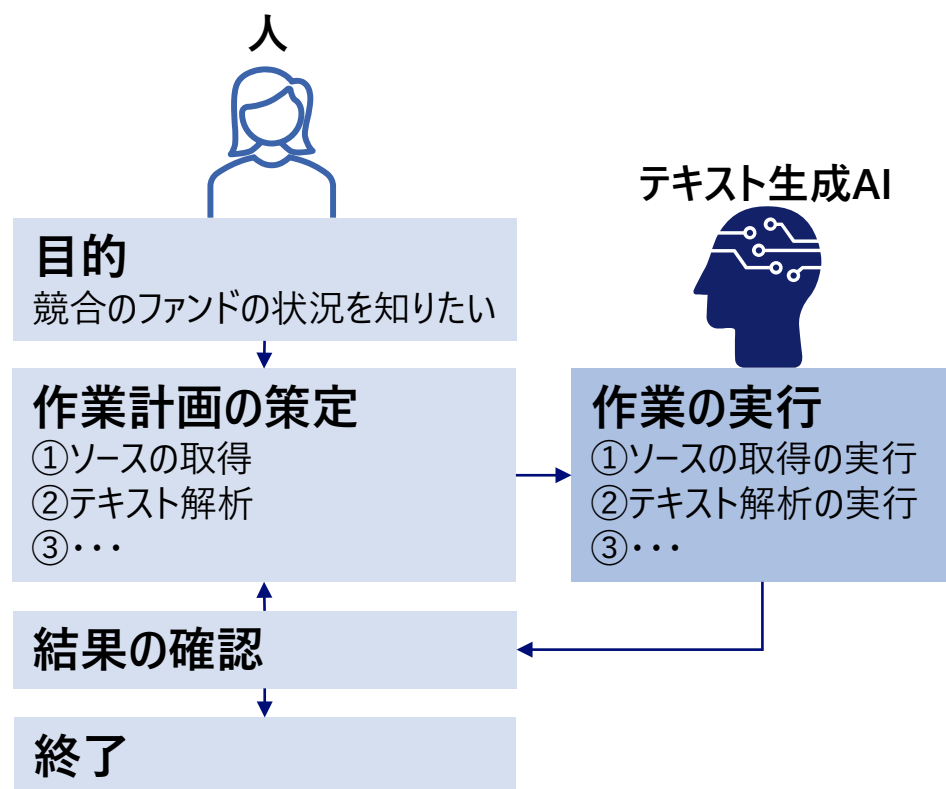 人
テキスト生成AI
目的
競合のファンドの状況を知りたい
作業計画の策定
①ソースの取得
②テキスト解析
③・・・
作業の実行
①ソースの取得の実行
②テキスト解析の実行
③・・・
結果の確認
終了